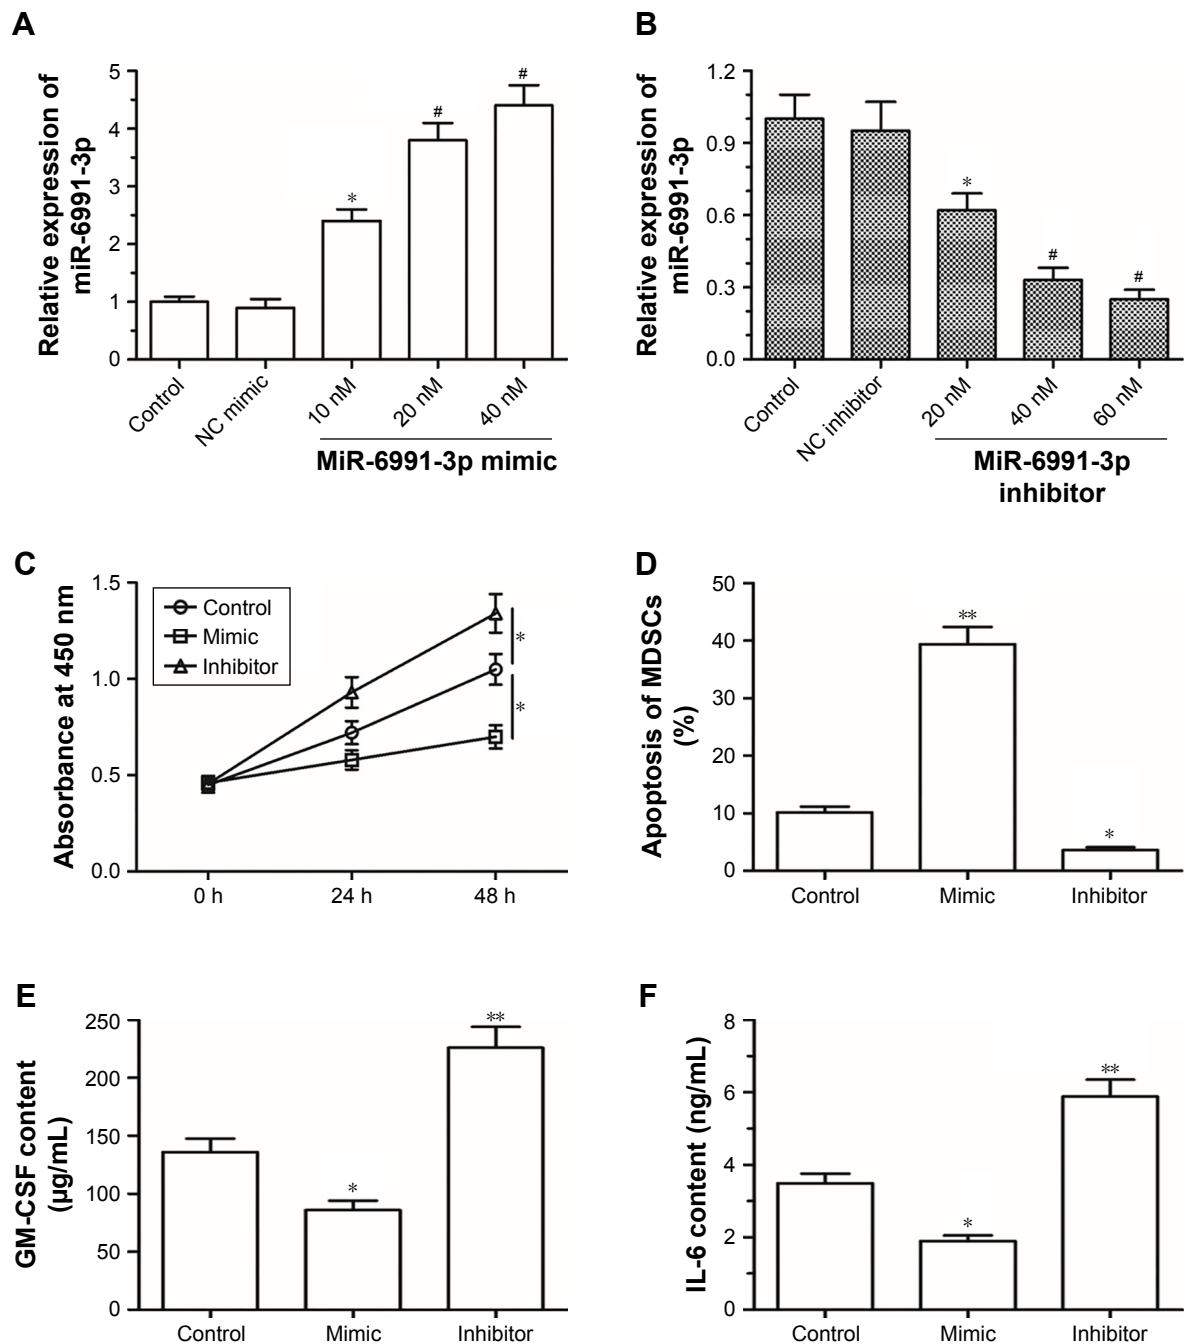 A
Relative expression of
miR-6991-3p
5
4
3
2
1
0
*
#
#
Control
NC mimic
10 nM
20 nM
40 nM
MiR-6991-3p mimic
B
Relative expression of
miR-6991-3p
1.2
0.9
0.6
0.3
0.0
*
#
#
Control
NC inhibitor
20 nM
40 nM
60 nM
MiR-6991-3p
inhibitor
C
Absorbance at 450 nm
1.5
1.0
0.5
0.0
Control
Mimic
Inhibitor
*
*
0 h
24 h
48 h
D
Apoptosis of MDSCs
(%)
50
40
30
20
10
0
**
*
Control
Mimic
Inhibitor
E
GM-CSF content
(µg/mL)
250
200
150
100
50
0
*
**
Control
Mimic
Inhibitor
F
IL-6 content (ng/mL)
8
6
4
2
0
*
**
Control
Mimic
Inhibitor